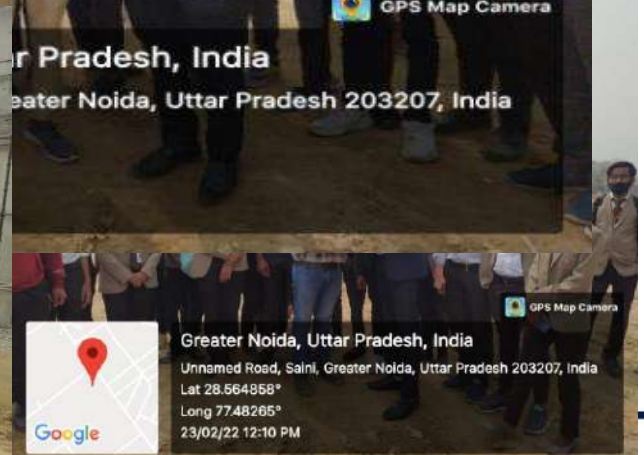 GPS Map Camera
r Pradesh, India
eater Noida, Uttar Pradesh 203207, India
GPS Map Camera
Greater Noida, Uttar Pradesh, India
Unnamed Road, Saini, Greater Noida, Uttar Pradesh 203207, India
Lat 28.564858°
Long 77.48265°
23/02/22 12:10 PM
Google